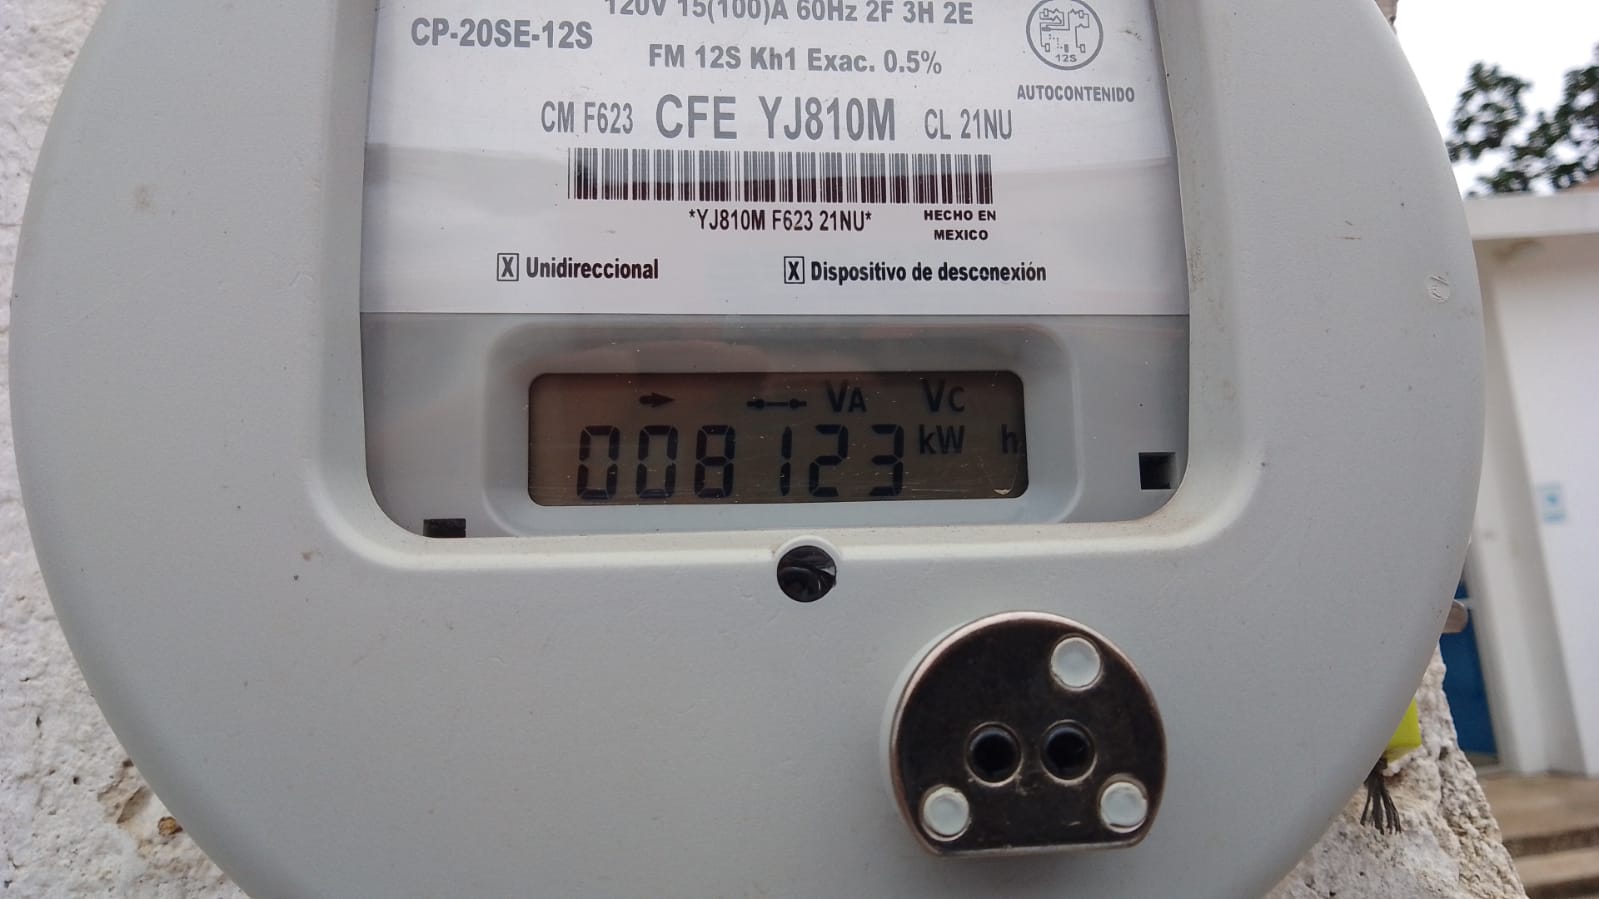 120V 15(100)A 60Hz 2F 3H 2E
CP-20SE-12S
FM 12S Kh1 Exac. 0.5%
12S
AUTOCONTENIDO
CM F623 CFE YJ810M CL 21NU
*YJ810M F623 21NU*
HECHO EN
MEXICO
X Unidireccional
X Dispositivo de desconexión
VA VC
008123 kW h